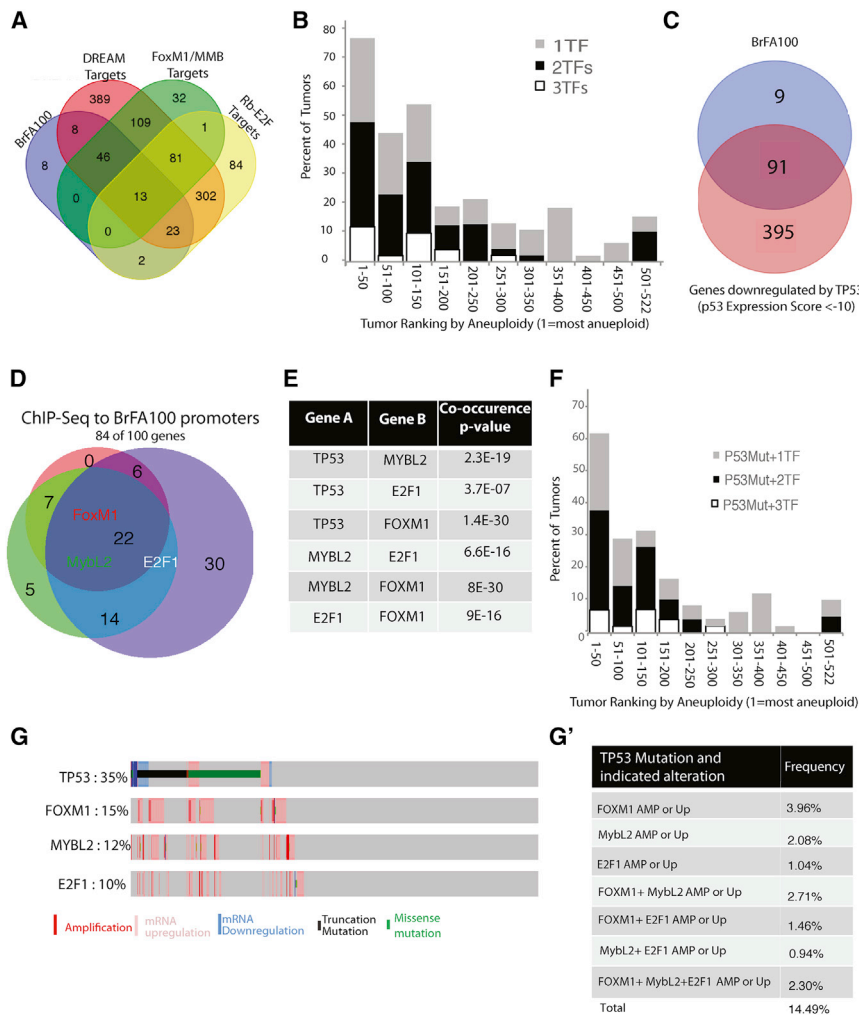 A
DREAM
Targets
FoxM1/MMB
Targets
Rb-E2F
Targets
BrFA100
389
32
8
109
1
8
46
81
84
0
13
302
0
23
2
B
Percent of Tumors
80
70
60
50
40
30
20
10
0
1TF
2TFs
3TFs
1-50
51-100
101-150
151-200
201-250
251-300
301-350
351-400
401-450
451-500
501-522
Tumor Ranking by Aneuploidy (1=most anueploid)
C
BrFA100
9
91
395
Genes downregulated by TP53
(p53 Expression Score <-10)
D
ChIP-Seq to BrFA100 promoters
84 of 100 genes
0
6
7
FoxM1
22
MybL2
E2F1
30
5
14
E
Gene A Gene B Co-occurence p-value
TP53 MYBL2 2.3E-19
TP53 E2F1 3.7E-07
TP53 FOXM1 1.4E-30
MYBL2 E2F1 6.6E-16
MYBL2 FOXM1 8E-30
E2F1 FOXM1 9E-16
F
Percent of Tumors
70
60
50
40
30
20
10
0
P53Mut+1TF
P53Mut+2TF
P53Mut+3TF
1-50
51-100
101-150
151-200
201-250
251-300
301-350
351-400
401-450
451-500
501-522
Tumor Ranking by Aneuploidy (1=most aneuploid)
G
TP53 : 35%
FOXM1 : 15%
MYBL2 : 12%
E2F1 : 10%
Amplification
mRNA
upregulation
mRNA
Downregulation
Truncation
Mutation
Missense
mutation
G'
TP53 Mutation and
indicated alteration
Frequency
FOXM1 AMP or Up 3.96%
MybL2 AMP or Up 2.08%
E2F1 AMP or Up 1.04%
FOXM1+ MybL2 AMP or Up 2.71%
FOXM1+ E2F1 AMP or Up 1.46%
MybL2+ E2F1 AMP or Up 0.94%
FOXM1+ MybL2+E2F1 AMP or Up 2.30%
Total 14.49%